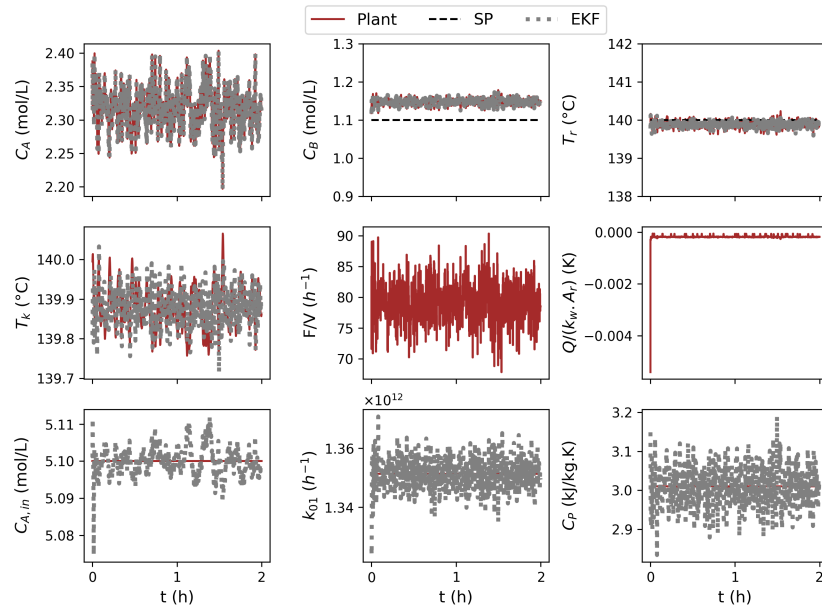 Plant SP EKF
C_A (mol/L)
2.40
2.35
2.30
2.25
2.20
C_B (mol/L)
1.3
1.2
1.1
1.0
0.9
T_r (°C)
142
141
140
139
138
T_k (°C)
140.0
139.9
139.8
139.7
F/V (h⁻¹)
90
85
80
75
70
Q/(k_w.A_r) (K)
0.000
−0.002
−0.004
C_{A,in} (mol/L)
5.11
5.10
5.09
5.08
0 1 2
t (h)
×10¹²
k_{01} (h⁻¹)
1.36
1.34
0 1 2
t (h)
C_P (kJ/kg.K)
3.2
3.1
3.0
2.9
0 1 2
t (h)